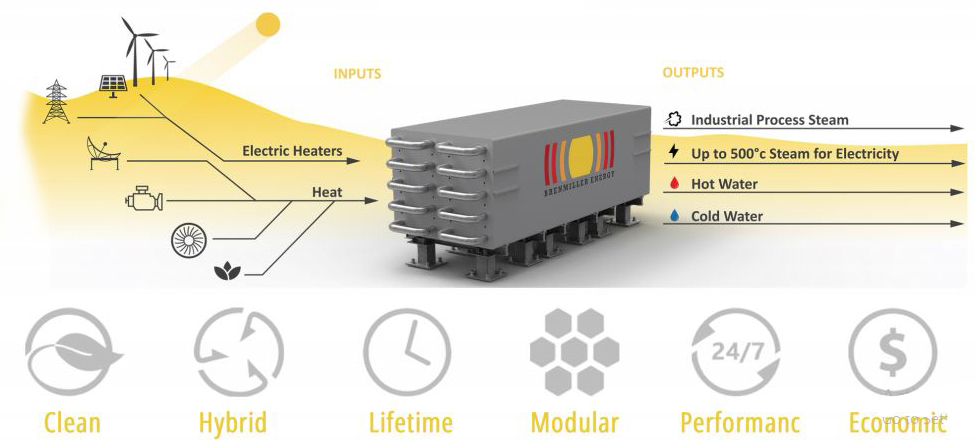 INPUTS
OUTPUTS
Industrial Process Steam
Electric Heaters
Up to 500°c Steam for Electricity
Heat
Hot Water
Cold Water
BRENMILLER ENERGY
24/7
$
Clean
Hybrid
Lifetime
Modular
Performanc
Economic